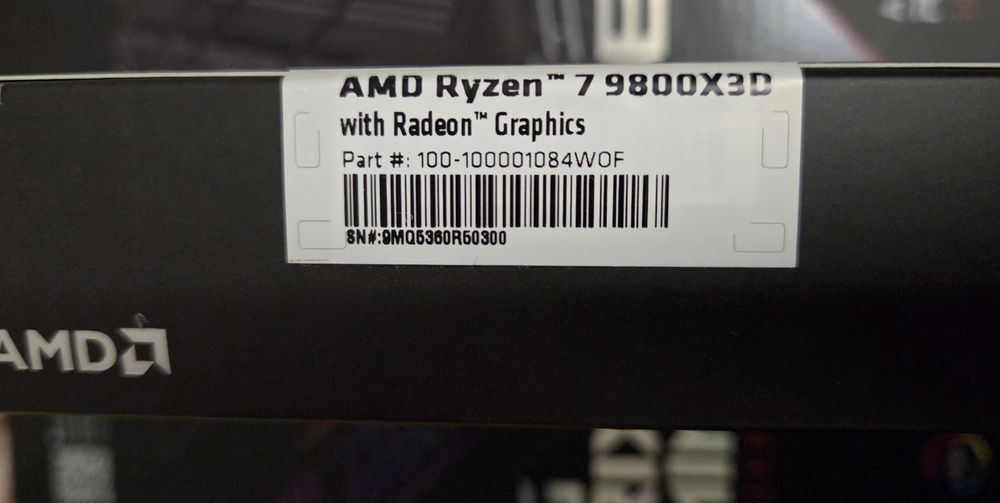 AMD Ryzen™ 7 9800X3D
with Radeon™ Graphics
Part #: 100-100001084WOF
SN#:9MQ5360R50300
AMD